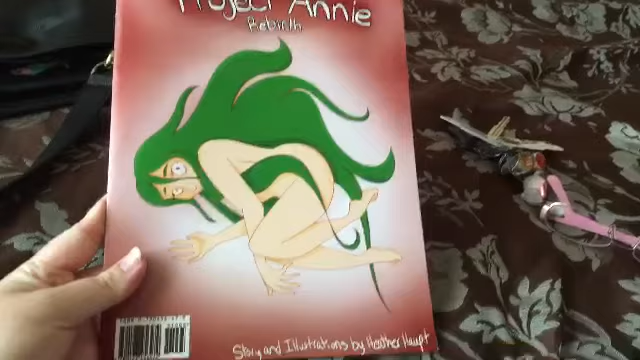 Project Annie
Rebirth
Story and Illustrations by Heather Haupt